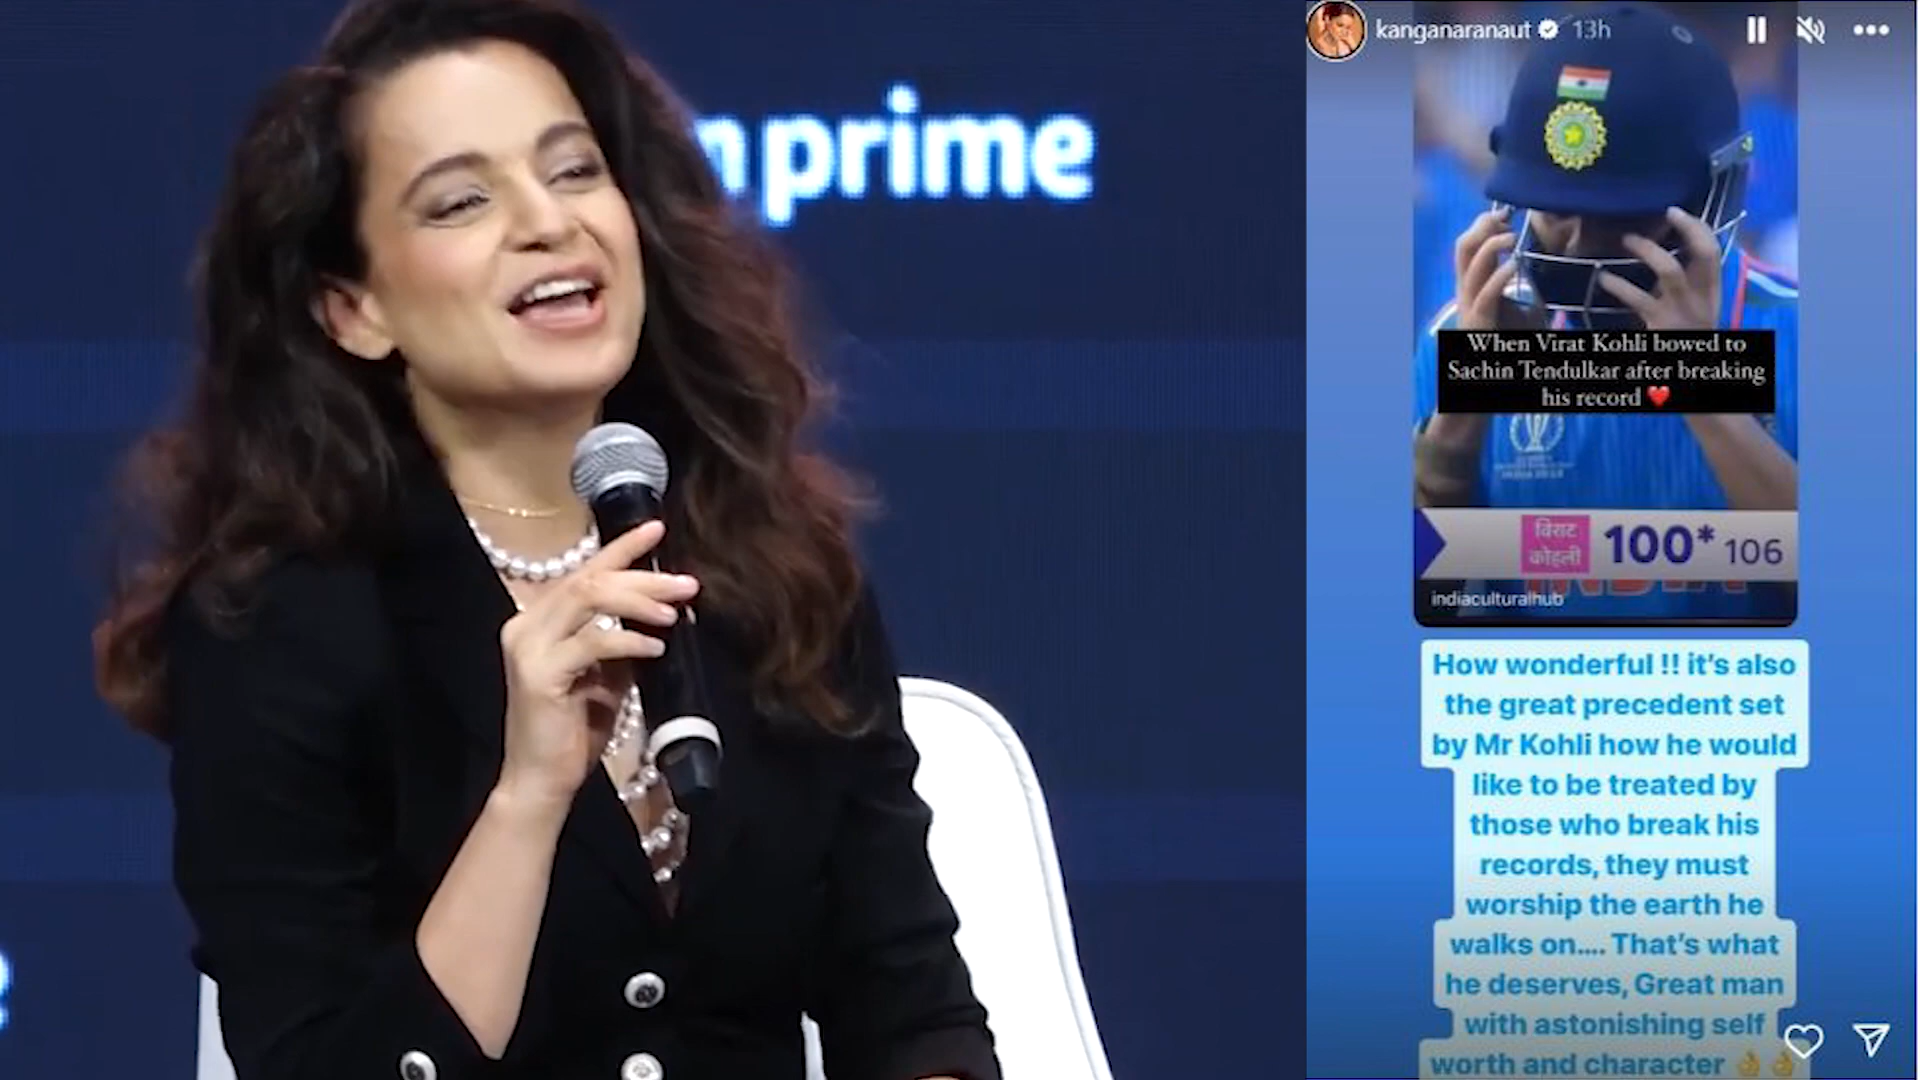 prime
kanganaranaut 13h
When Virat Kohli bowed to
Sachin Tendulkar after breaking
his record ❤️
विराट
कोहली
100* 106
indiaculturalhub
How wonderful !! it's also
the great precedent set
by Mr Kohli how he would
like to be treated by
those who break his
records, they must
worship the earth he
walks on.... That's what
he deserves, Great man
with astonishing self
worth and character 👌👌